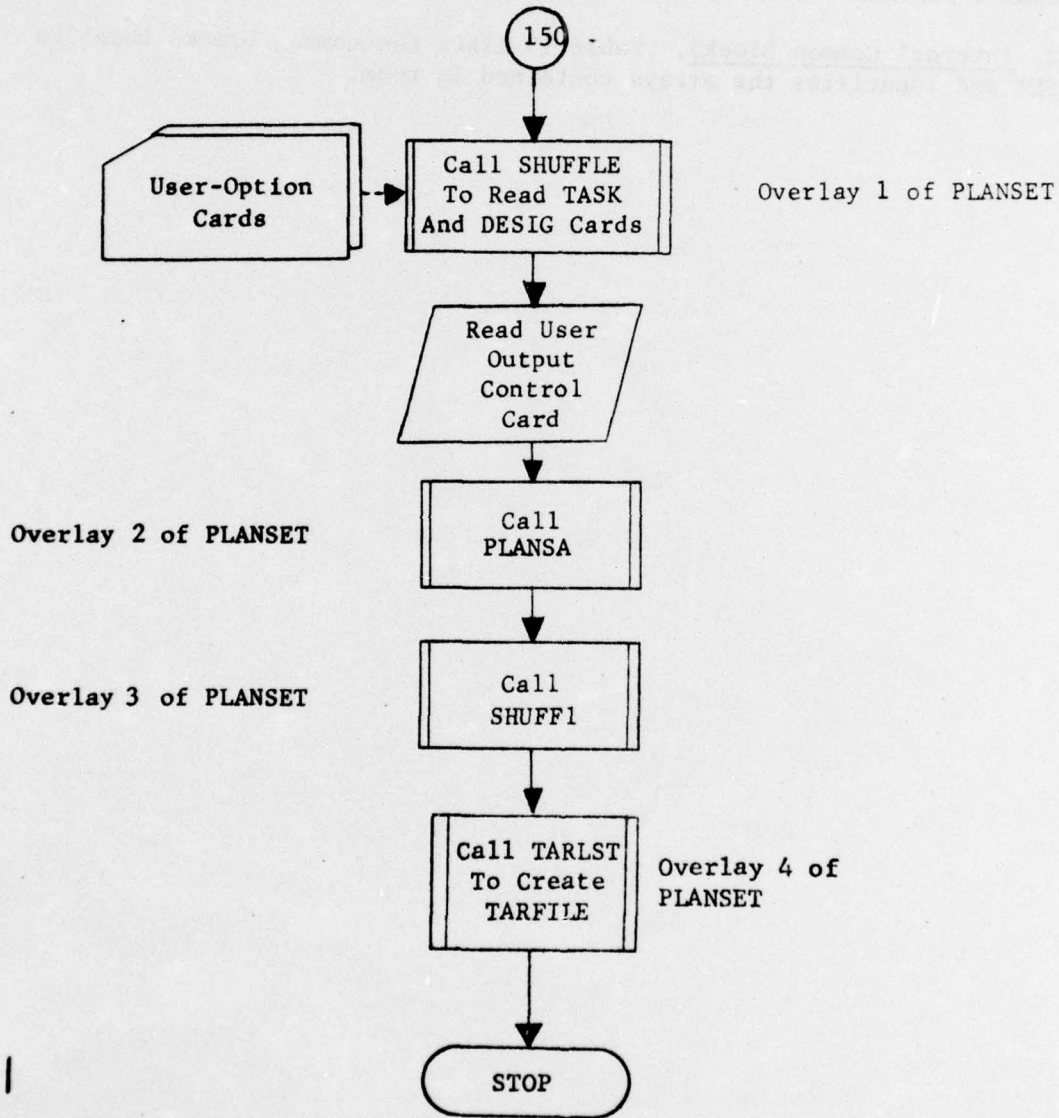 150
Call SHUFFLE
To Read TASK
And DESIG Cards
User-Option
Cards
Overlay 1 of PLANSET
Read User
Output
Control
Card
Overlay 2 of PLANSET
Call
PLANSA
Overlay 3 of PLANSET
Call
SHUFF1
Call TARLST
To Create
TARFILE
Overlay 4 of
PLANSET
STOP